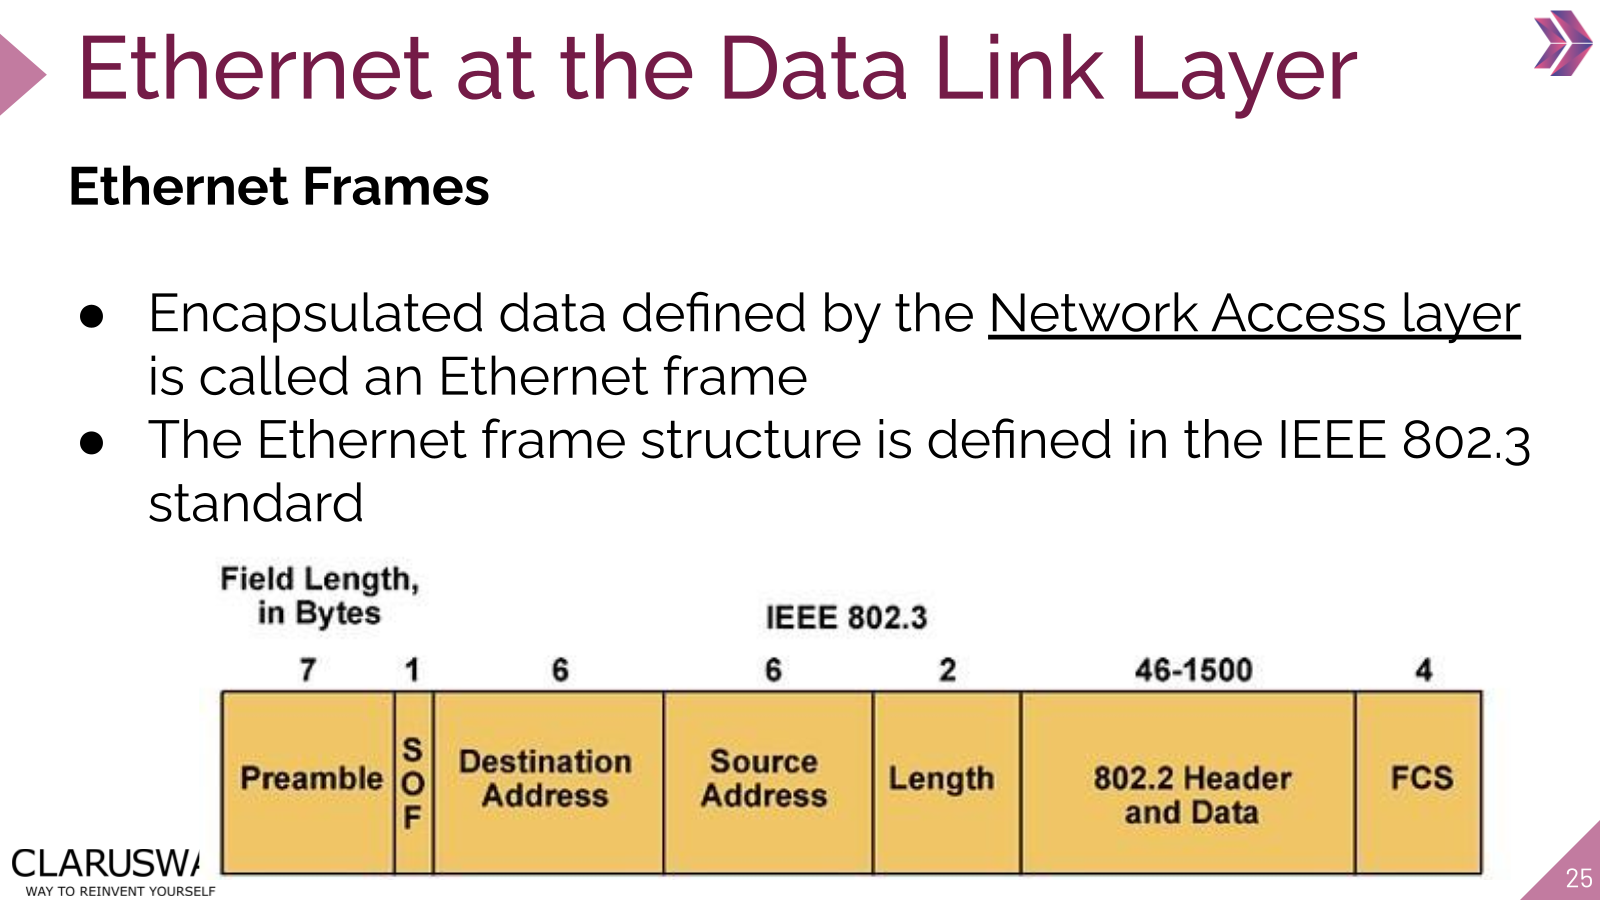 Ethernet at the Data Link Layer
Ethernet Frames
● Encapsulated data defined by the Network Access layer
is called an Ethernet frame
● The Ethernet frame structure is defined in the IEEE 802.3
standard
Field Length,
in Bytes
IEEE 802.3
7 1 6 6 2 46-1500 4
Preamble
S
O
F
Destination
Address
Source
Address
Length
802.2 Header
and Data
FCS
CLARUSWA
WAY TO REINVENT YOURSELF
25